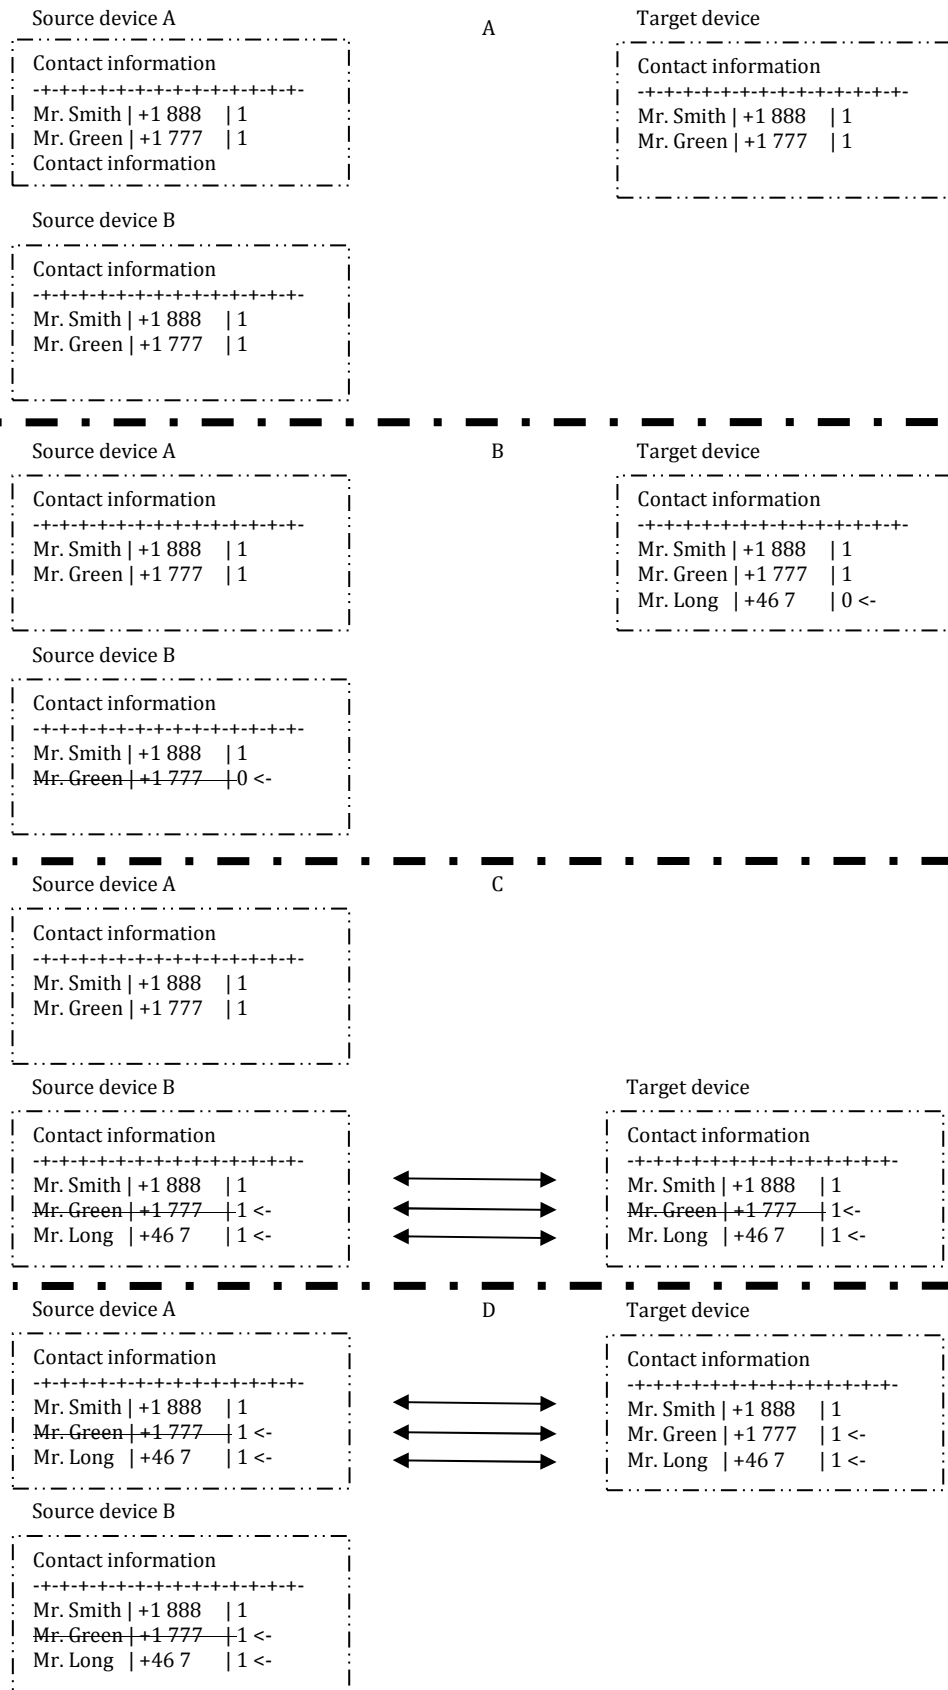 Source device A
A
Target device
Contact information
-+-+-+-+-+-+-+-+-+-+-+-+-+-+-
Mr. Smith | +1 888 | 1
Mr. Green | +1 777 | 1
Contact information
Contact information
-+-+-+-+-+-+-+-+-+-+-+-+-+-+-
Mr. Smith | +1 888 | 1
Mr. Green | +1 777 | 1
Source device B
Contact information
-+-+-+-+-+-+-+-+-+-+-+-+-+-+-
Mr. Smith | +1 888 | 1
Mr. Green | +1 777 | 1
Source device A
B
Target device
Contact information
-+-+-+-+-+-+-+-+-+-+-+-+-+-+-
Mr. Smith | +1 888 | 1
Mr. Green | +1 777 | 1
Contact information
-+-+-+-+-+-+-+-+-+-+-+-+-+-+-
Mr. Smith | +1 888 | 1
Mr. Green | +1 777 | 1
Mr. Long | +46 7 | 0 <-
Source device B
Contact information
-+-+-+-+-+-+-+-+-+-+-+-+-+-+-
Mr. Smith | +1 888 | 1
Mr. Green | +1 777 | 0 <-
Source device A
C
Contact information
-+-+-+-+-+-+-+-+-+-+-+-+-+-+-
Mr. Smith | +1 888 | 1
Mr. Green | +1 777 | 1
Source device B
Target device
Contact information
-+-+-+-+-+-+-+-+-+-+-+-+-+-+-
Mr. Smith | +1 888 | 1
Mr. Green | +1 777 | 1 <-
Mr. Long | +46 7 | 1 <-
Contact information
-+-+-+-+-+-+-+-+-+-+-+-+-+-+-
Mr. Smith | +1 888 | 1
Mr. Green | +1 777 | 1<-
Mr. Long | +46 7 | 1 <-
Source device A
D
Target device
Contact information
-+-+-+-+-+-+-+-+-+-+-+-+-+-+-
Mr. Smith | +1 888 | 1
Mr. Green | +1 777 | 1 <-
Mr. Long | +46 7 | 1 <-
Contact information
-+-+-+-+-+-+-+-+-+-+-+-+-+-+-
Mr. Smith | +1 888 | 1
Mr. Green | +1 777 | 1 <-
Mr. Long | +46 7 | 1 <-
Source device B
Contact information
-+-+-+-+-+-+-+-+-+-+-+-+-+-+-
Mr. Smith | +1 888 | 1
Mr. Green | +1 777 | 1 <-
Mr. Long | +46 7 | 1 <-